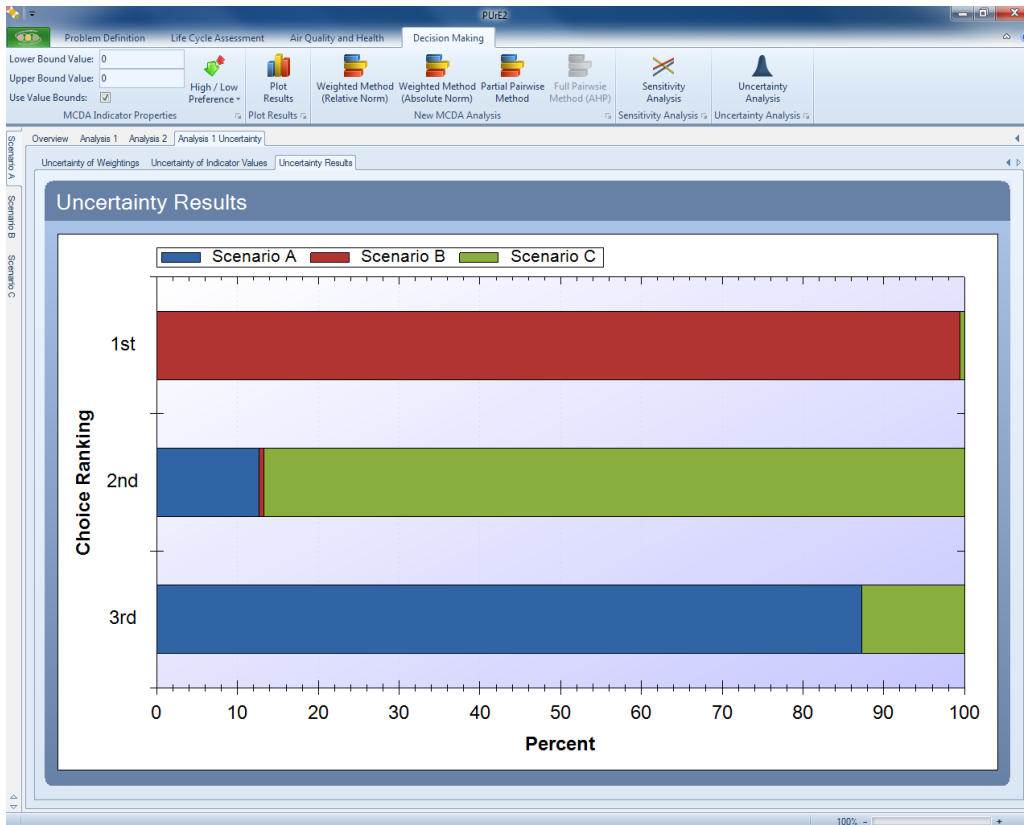 PUrE2
Problem Definition Life Cycle Assessment Air Quality and Health Decision Making
Lower Bound Value: 0
Upper Bound Value: 0
Use Value Bounds:
High / Low
Preference
MCDA Indicator Properties
Plot
Results
Plot Results
Weighted Method
(Relative Norm)
Weighted Method
(Absolute Norm)
Partial Pairwise
Method
Full Pairwsie
Method (AHP)
New MCDA Analysis
Sensitivity
Analysis
Sensitivity Analysis
Uncertainty
Analysis
Uncertainty Analysis
Scenario A
Scenario B
Scenario C
Overview Analysis 1 Analysis 2 Analysis 1 Uncertainty
Uncertainty of Weightings Uncertainty of Indicator Values Uncertainty Results
Uncertainty Results
Scenario A Scenario B Scenario C
Choice Ranking
1st
2nd
3rd
0 10 20 30 40 50 60 70 80 90 100
Percent
100% - +